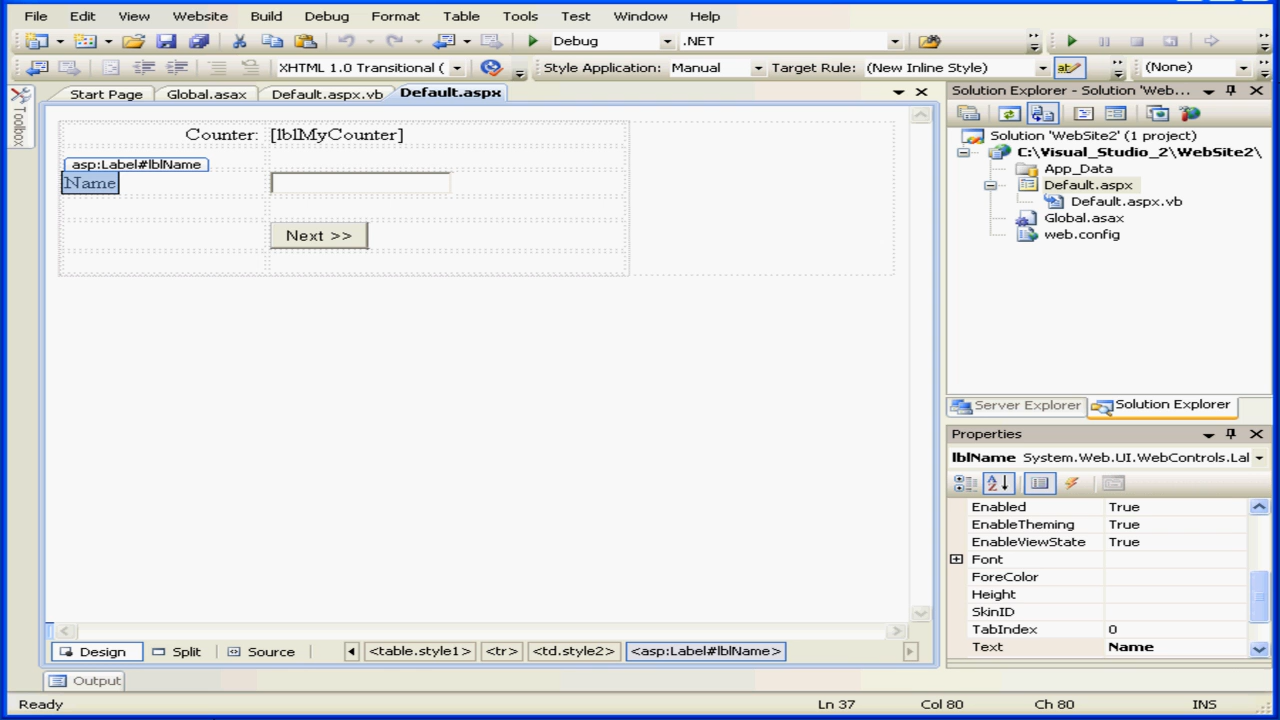 File Edit View Website Build Debug Format Table Tools Test Window Help
Debug .NET
XHTML 1.0 Transitional ( Style Application: Manual Target Rule: (New Inline Style) (None)
Toolbox
Start Page Global.asax Default.aspx.vb Default.aspx
Counter: [lblMyCounter]
asp:Label#lblName
Name
Next >>
Design Split Source <table.style1> <tr> <td.style2> <asp:Label#lblName>
Solution Explorer - Solution 'Web...
Solution 'WebSite2' (1 project)
C:\Visual_Studio_2\WebSite2\
App_Data
Default.aspx
Default.aspx.vb
Global.asax
web.config
Server Explorer Solution Explorer
Properties
lblName System.Web.UI.WebControls.Lal
Enabled True
EnableTheming True
EnableViewState True
Font
ForeColor
Height
SkinID
TabIndex 0
Text Name
Output
Ready Ln 37 Col 80 Ch 80 INS